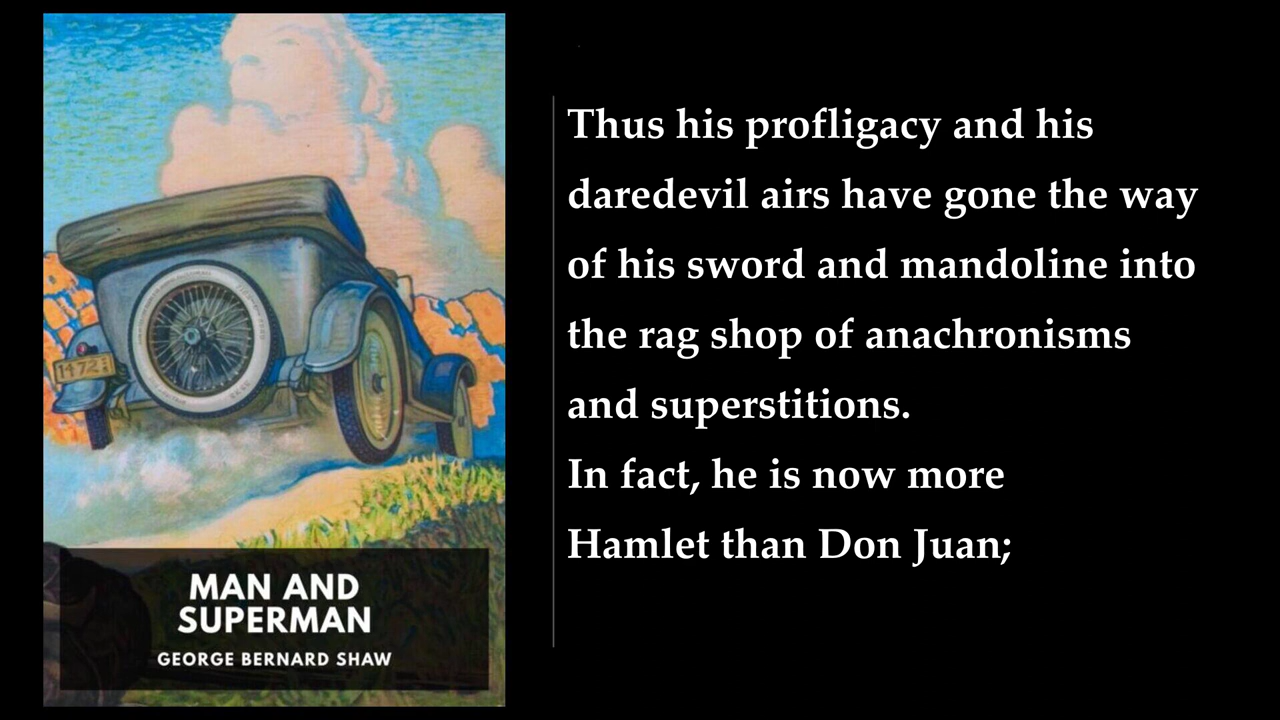 Thus his profligacy and his
daredevil airs have gone the way
of his sword and mandoline into
the rag shop of anachronisms
and superstitions.
In fact, he is now more
Hamlet than Don Juan;
1472
MAN AND
SUPERMAN
GEORGE BERNARD SHAW